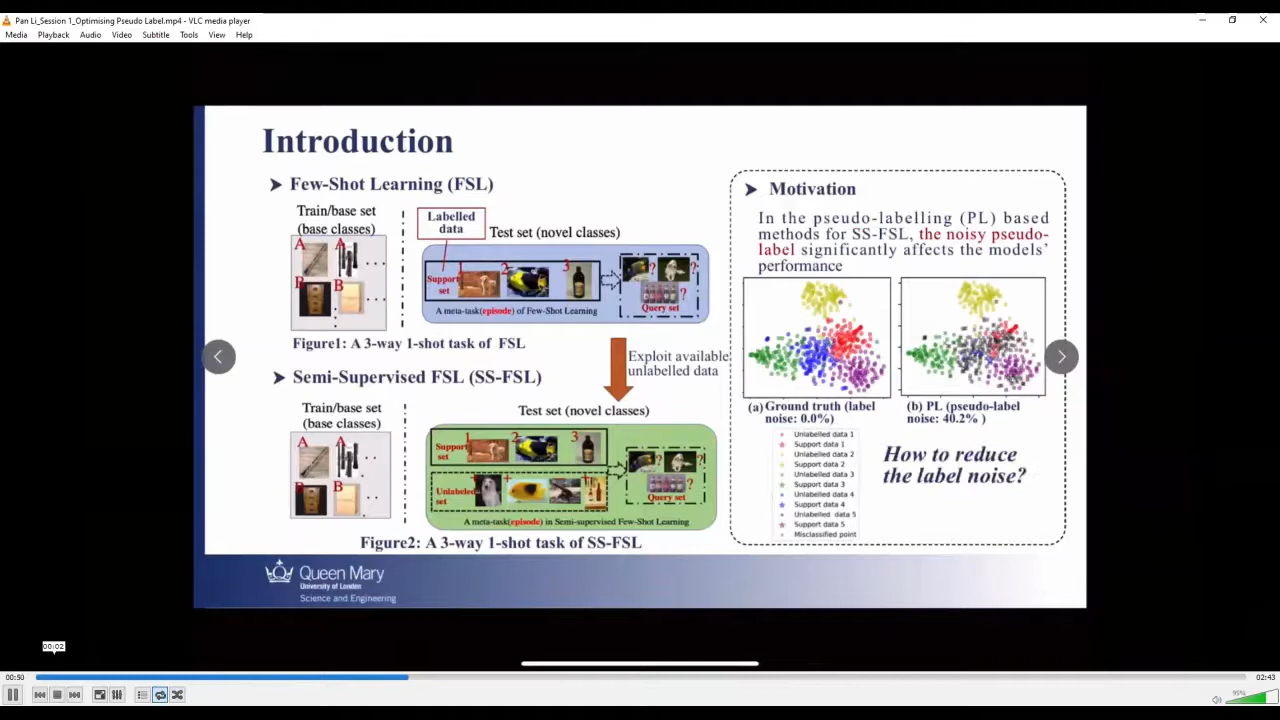 Pan Li_Session 1_Optimising Pseudo Label.mp4 - VLC media player
Media Playback Audio Video Subtitle Tools View Help
Introduction
Few-Shot Learning (FSL)
Train/base set
(base classes)
A A
B B
Labelled
data
Test set (novel classes)
Support
set
1 2 3
? ?
?
Query set
A meta-task(episode) of Few-Shot Learning
Figure1: A 3-way 1-shot task of FSL
Exploit available
unlabelled data
Semi-Supervised FSL (SS-FSL)
Train/base set
(base classes)
A A
B B
Test set (novel classes)
Support
set
1 2 3
Unlabeled
set
? ?
?
Query set
A meta-task(episode) in Semi-supervised Few-Shot Learning
Figure2: A 3-way 1-shot task of SS-FSL
Motivation
In the pseudo-labelling (PL) based
methods for SS-FSL, the noisy pseudo-
label significantly affects the models'
performance
(a) Ground truth (label
noise: 0.0%)
(b) PL (pseudo-label
noise: 40.2% )
Unlabelled data 1
Support data 1
Unlabelled data 2
Support data 2
Unlabelled data 3
Support data 3
Unlabelled data 4
Support data 4
Unlabelled data 5
Support data 5
Misclassified point
How to reduce
the label noise?
Queen Mary
University of London
Science and Engineering
00:02
00:50
02:43
95%